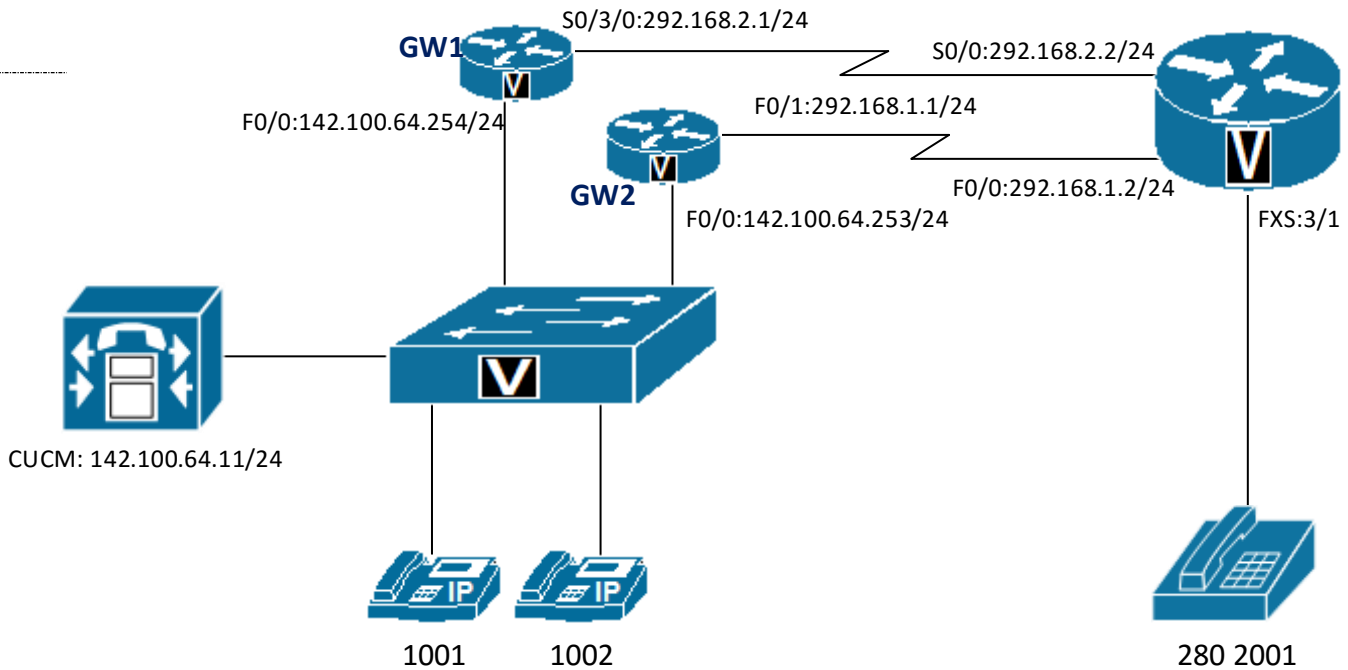 S0/3/0:292.168.2.1/24
GW1
S0/0:292.168.2.2/24
V
F0/1:292.168.1.1/24
F0/0:142.100.64.254/24
V
V
GW2
F0/0:292.168.1.2/24
F0/0:142.100.64.253/24
FXS:3/1
V
CUCM: 142.100.64.11/24
IP
IP
1001
1002
280 2001